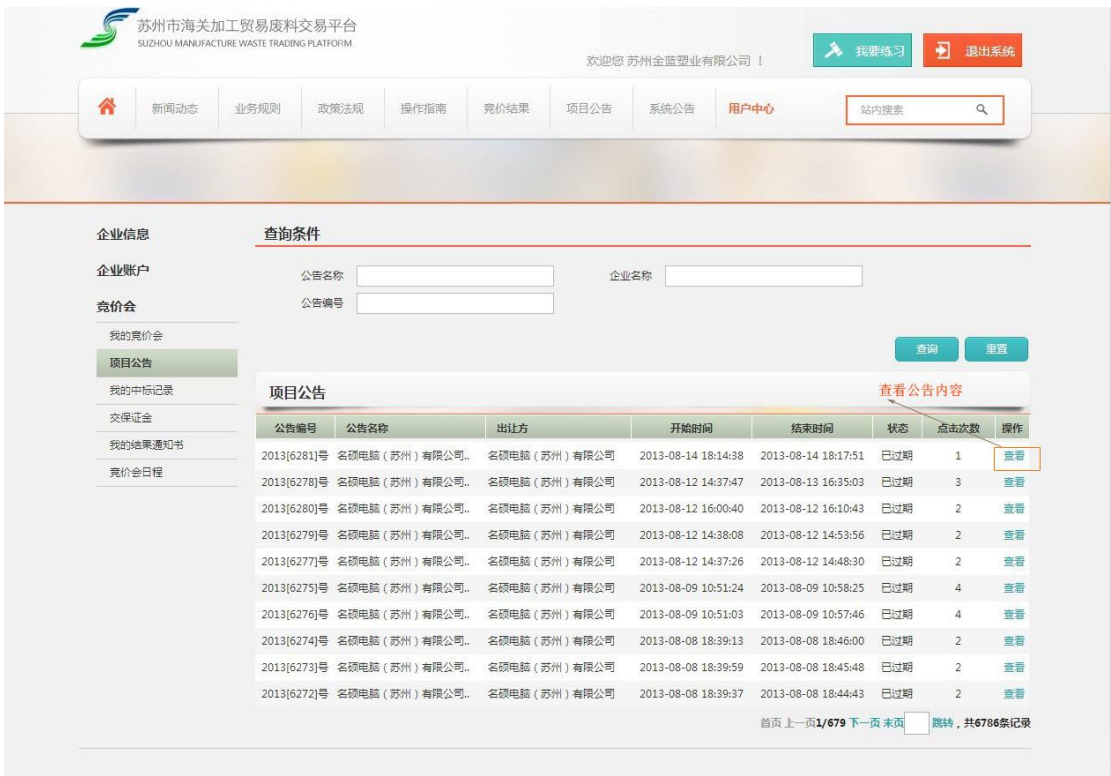 苏州市海关加工贸易废料交易平台
SUZHOU MANUFACTURE WASTE TRADING PLATFORM
欢迎您 苏州金蓝塑业有限公司 ！
我要练习
退出系统
新闻动态 业务规则 政策法规 操作指南 竞价结果 项目公告 系统公告 用户中心 站内搜索
企业信息
企业账户
竞价会
我的竞价会
项目公告
我的中标记录
交保证金
我的结果通知书
竞价会日程
查询条件
公告名称 企业名称
公告编号
查询 重置
项目公告 查看公告内容
公告编号 公告名称 出让方 开始时间 结束时间 状态 点击次数 操作
2013[6281]号 名硕电脑（苏州）有限公司.. 名硕电脑（苏州）有限公司 2013-08-14 18:14:38 2013-08-14 18:17:51 已过期 1 查看
2013[6278]号 名硕电脑（苏州）有限公司.. 名硕电脑（苏州）有限公司 2013-08-12 14:37:47 2013-08-13 16:35:03 已过期 3 查看
2013[6280]号 名硕电脑（苏州）有限公司.. 名硕电脑（苏州）有限公司 2013-08-12 16:00:40 2013-08-12 16:10:43 已过期 2 查看
2013[6279]号 名硕电脑（苏州）有限公司.. 名硕电脑（苏州）有限公司 2013-08-12 14:38:08 2013-08-12 14:53:56 已过期 2 查看
2013[6277]号 名硕电脑（苏州）有限公司.. 名硕电脑（苏州）有限公司 2013-08-12 14:37:26 2013-08-12 14:48:30 已过期 2 查看
2013[6275]号 名硕电脑（苏州）有限公司.. 名硕电脑（苏州）有限公司 2013-08-09 10:51:24 2013-08-09 10:58:25 已过期 4 查看
2013[6276]号 名硕电脑（苏州）有限公司.. 名硕电脑（苏州）有限公司 2013-08-09 10:51:03 2013-08-09 10:57:46 已过期 4 查看
2013[6274]号 名硕电脑（苏州）有限公司.. 名硕电脑（苏州）有限公司 2013-08-08 18:39:13 2013-08-08 18:46:00 已过期 2 查看
2013[6273]号 名硕电脑（苏州）有限公司.. 名硕电脑（苏州）有限公司 2013-08-08 18:39:59 2013-08-08 18:45:48 已过期 2 查看
2013[6272]号 名硕电脑（苏州）有限公司.. 名硕电脑（苏州）有限公司 2013-08-08 18:39:37 2013-08-08 18:44:43 已过期 2 查看
首页 上一页1/679 下一页 末页 跳转，共6786条记录